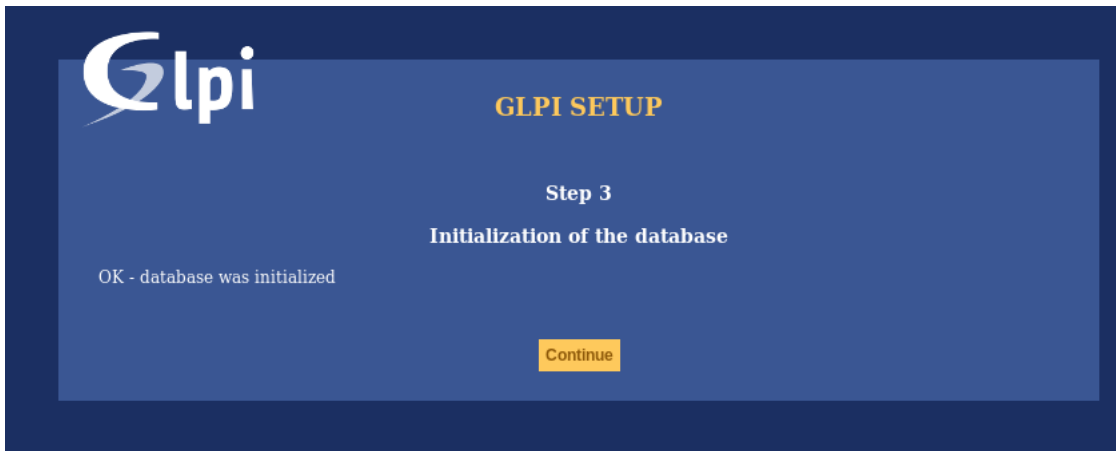 Glpi
GLPI SETUP
Step 3
Initialization of the database
OK - database was initialized
Continue